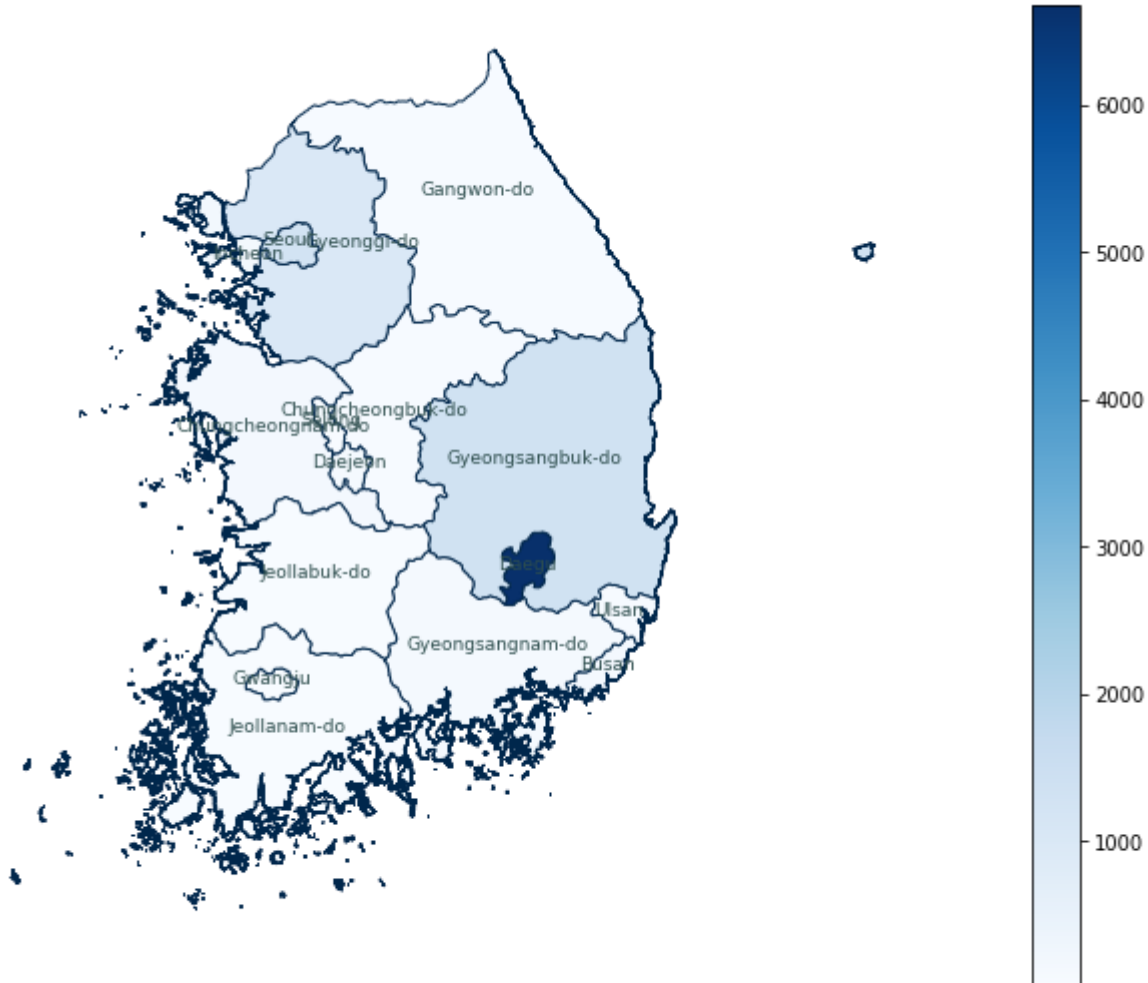 6000
Gangwon-do
Seoul
Gyeonggi-do
Incheon
5000
4000
Chungcheongbuk-do
Sejong
Chungcheongnam-do
Gyeongsangbuk-do
Daejeon
3000
Daegu
Jeollabuk-do
Ulsan
Gyeongsangnam-do
Busan
2000
Gwangju
Jeollanam-do
1000